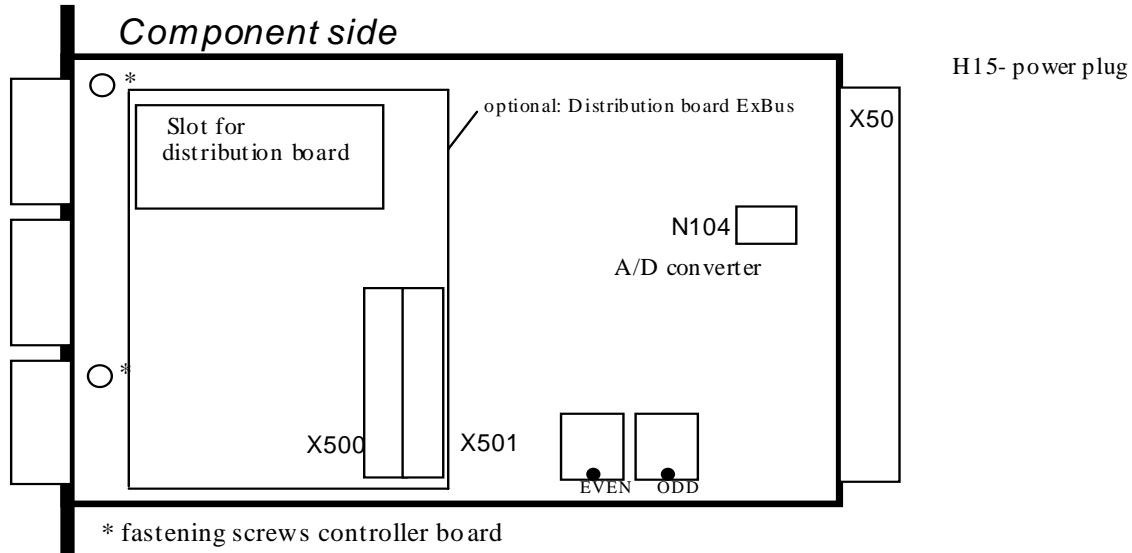 Component side
H15- power plug
*
optional: Distribution board ExBus
X50
Slot for
distribution board
N104
A/D converter
*
X500
X501
EVEN
ODD
* fastening screws controller board